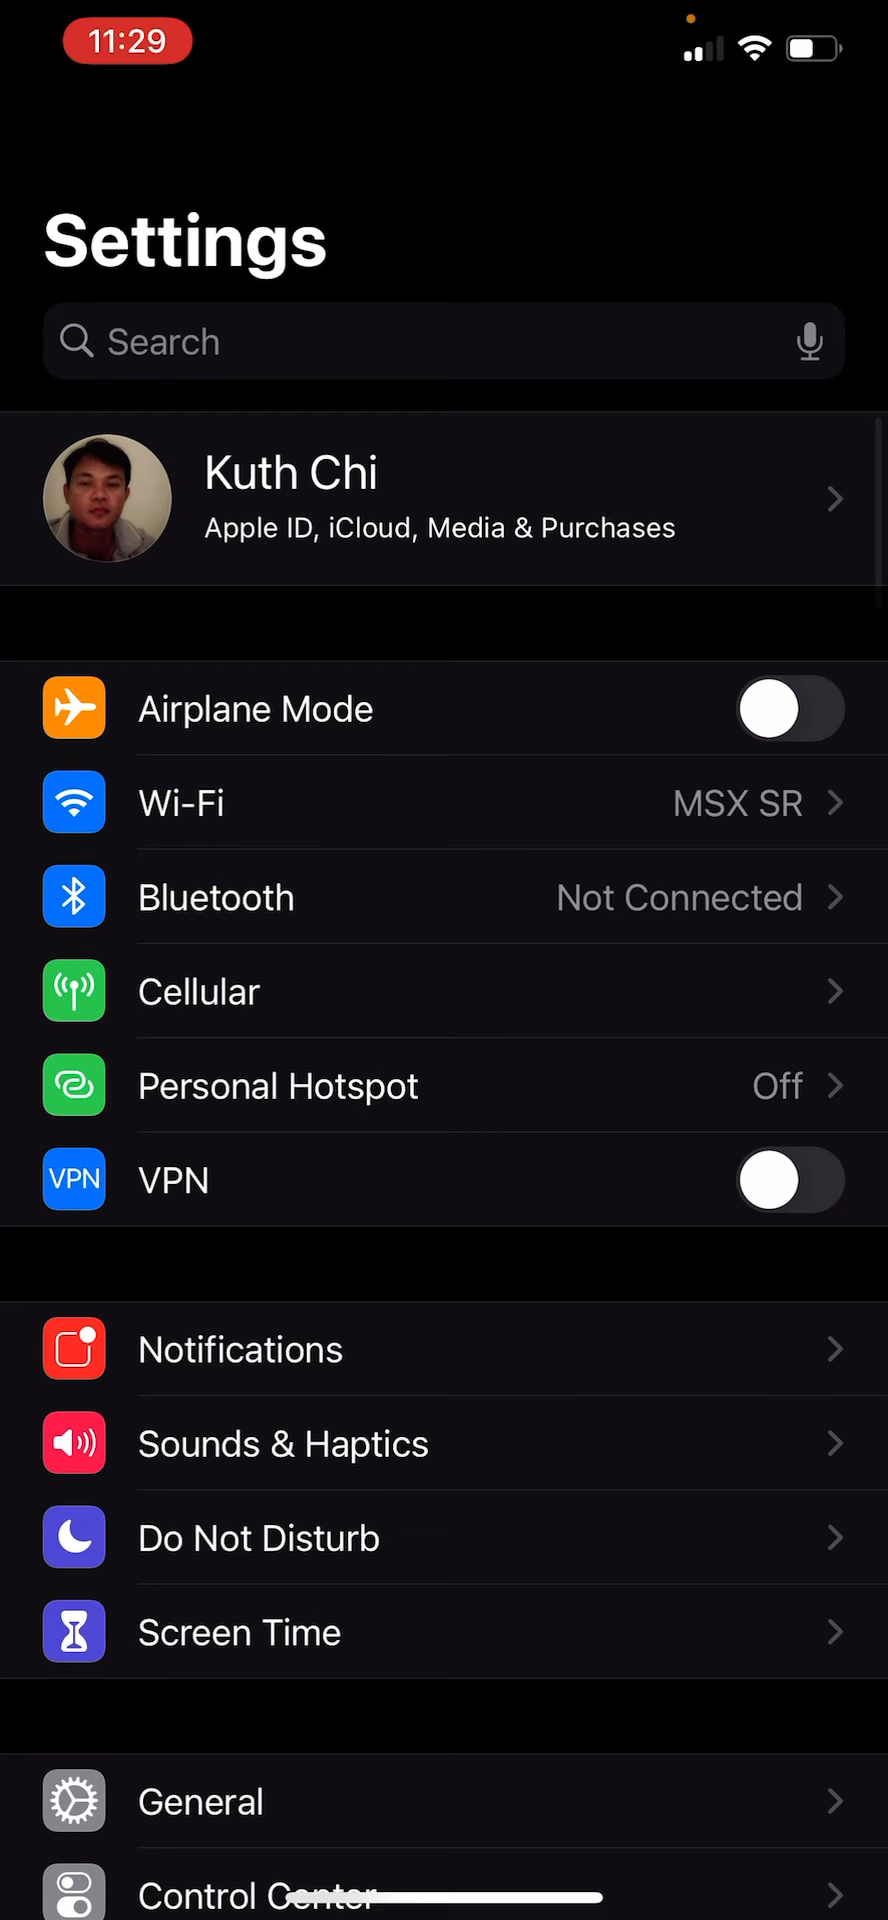 11:29
Settings
Search
Kuth Chi
Apple ID, iCloud, Media & Purchases
Airplane Mode
Wi-Fi MSX SR
Bluetooth Not Connected
Cellular
Personal Hotspot Off
VPN VPN
Notifications
Sounds & Haptics
Do Not Disturb
Screen Time
General
Control Center